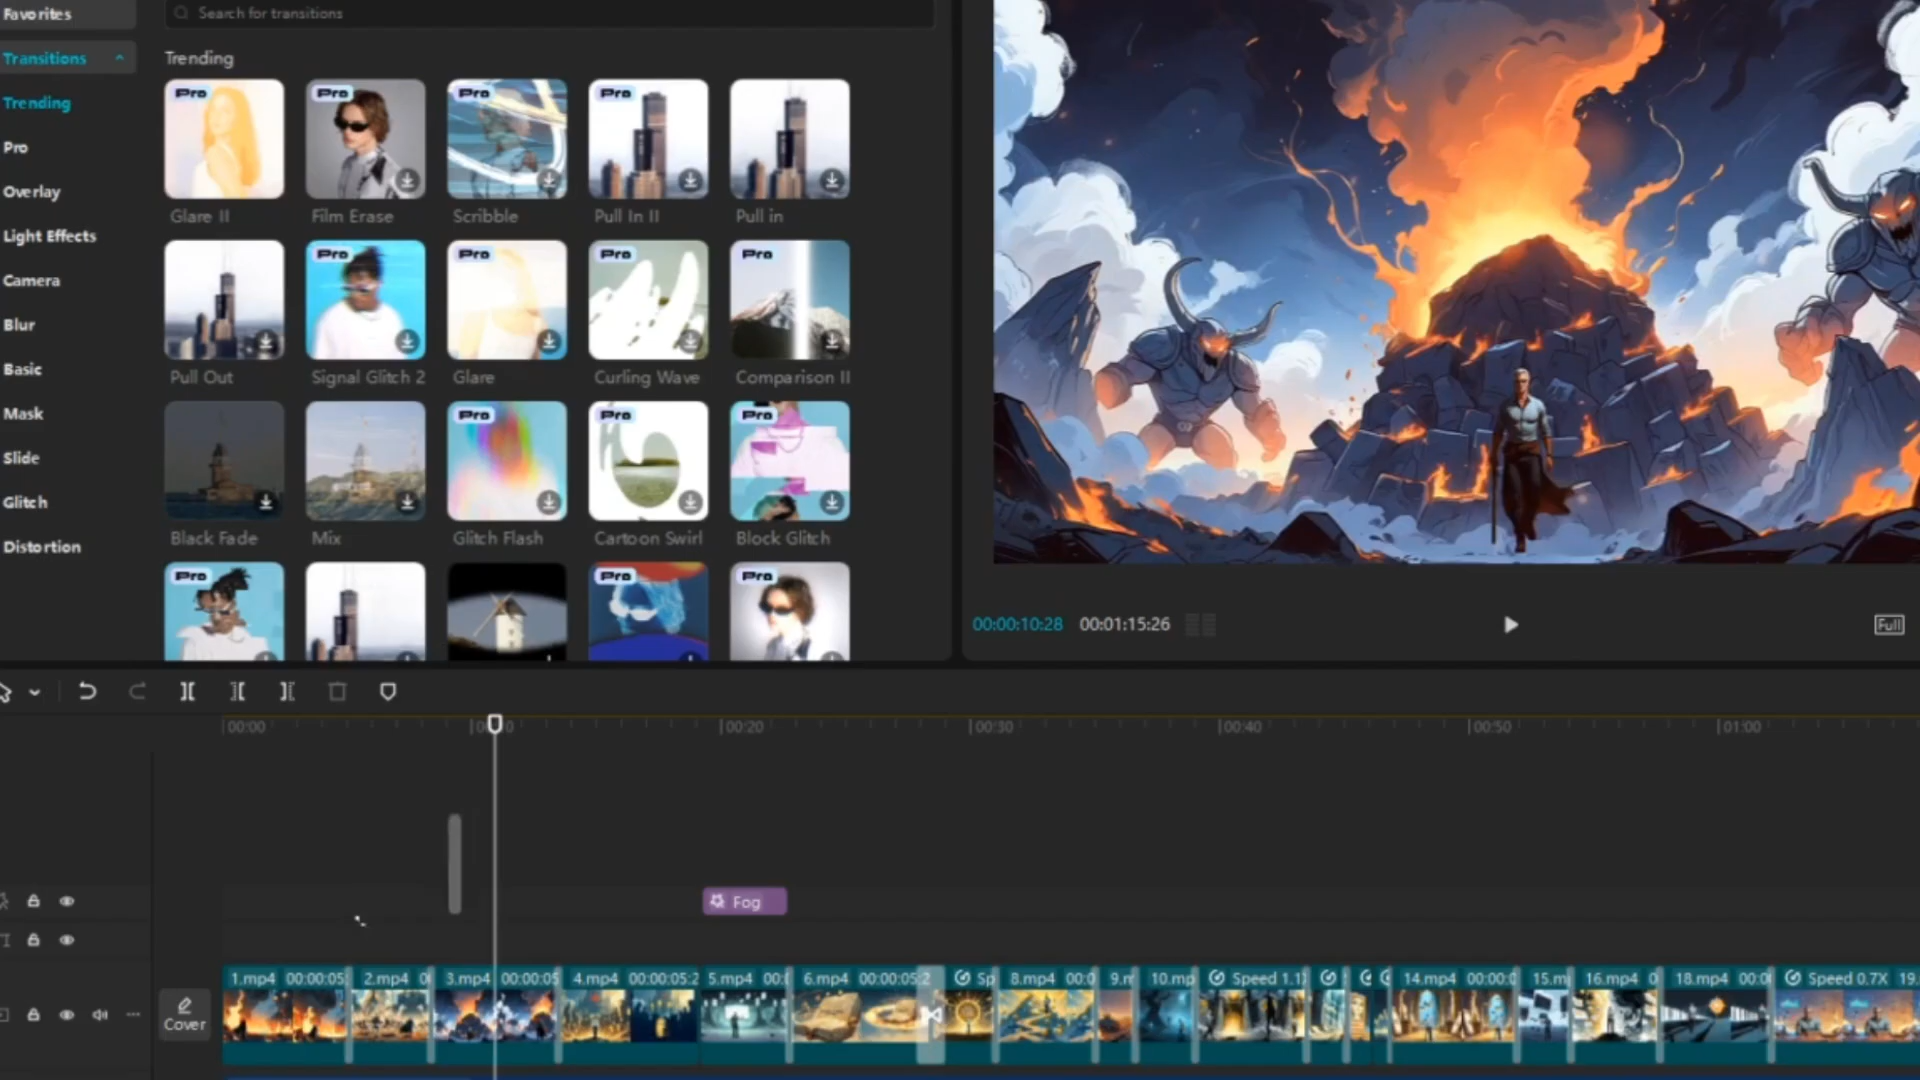 Favorites
Search for transitions
Transitions
Trending
Trending
Pro
Pro
Pro
Pro
Glare II
Film Erase
Scribble
Pull In II
Pull in
Pro
Overlay
Light Effects
Camera
Blur
Basic
Mask
Slide
Glitch
Distortion
Pro
Pro
Pro
Pro
Pull Out
Signal Glitch 2
Glare
Curling Wave
Comparison II
Pro
Pro
Pro
Black Fade
Mix
Glitch Flash
Cartoon Swirl
Block Glitch
Pro
Pro
Pro
00:00:10:28
00:01:15:26
Full
00:00
00:20
00:30
00:40
00:50
01:00
Fog
Cover
1.mp4 00:00:05
2.mp4
3.mp4 00:00:05
4.mp4 00:00:05:2
5.mp4 00:
6.mp4 00:00:05:2
Sp
8.mp4 00:0
9.m
10.mp
Speed 1.1
14.mp4 00:00:0
15.m
16.mp4 0
18.mp4 00:0
Speed 0.7X 19.